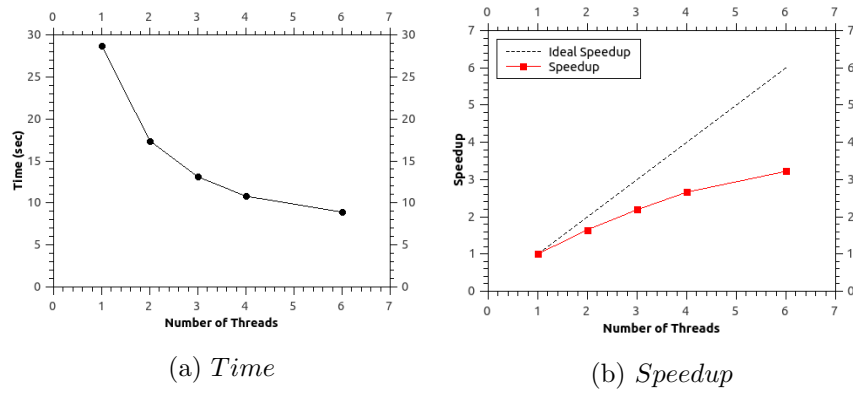 0 1 2 3 4 5 6 7
30 30
25 25
20 20
15 15
10 10
5 5
0 0
Time (sec)
0 1 2 3 4 5 6 7
Number of Threads
(a) Time
0 1 2 3 4 5 6 7
7 7
6 6
5 5
4 4
3 3
2 2
1 1
0 0
Ideal Speedup
Speedup
Speedup
0 1 2 3 4 5 6 7
Number of Threads
(b) Speedup